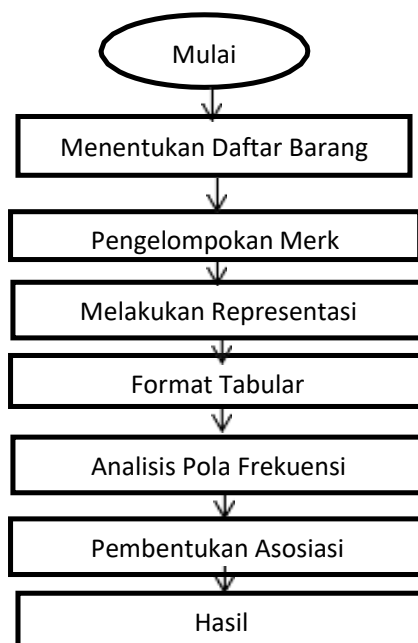 Mulai
Menentukan Daftar Barang
Pengelompokan Merk
Melakukan Representasi
Format Tabular
Analisis Pola Frekuensi
Pembentukan Asosiasi
Hasil